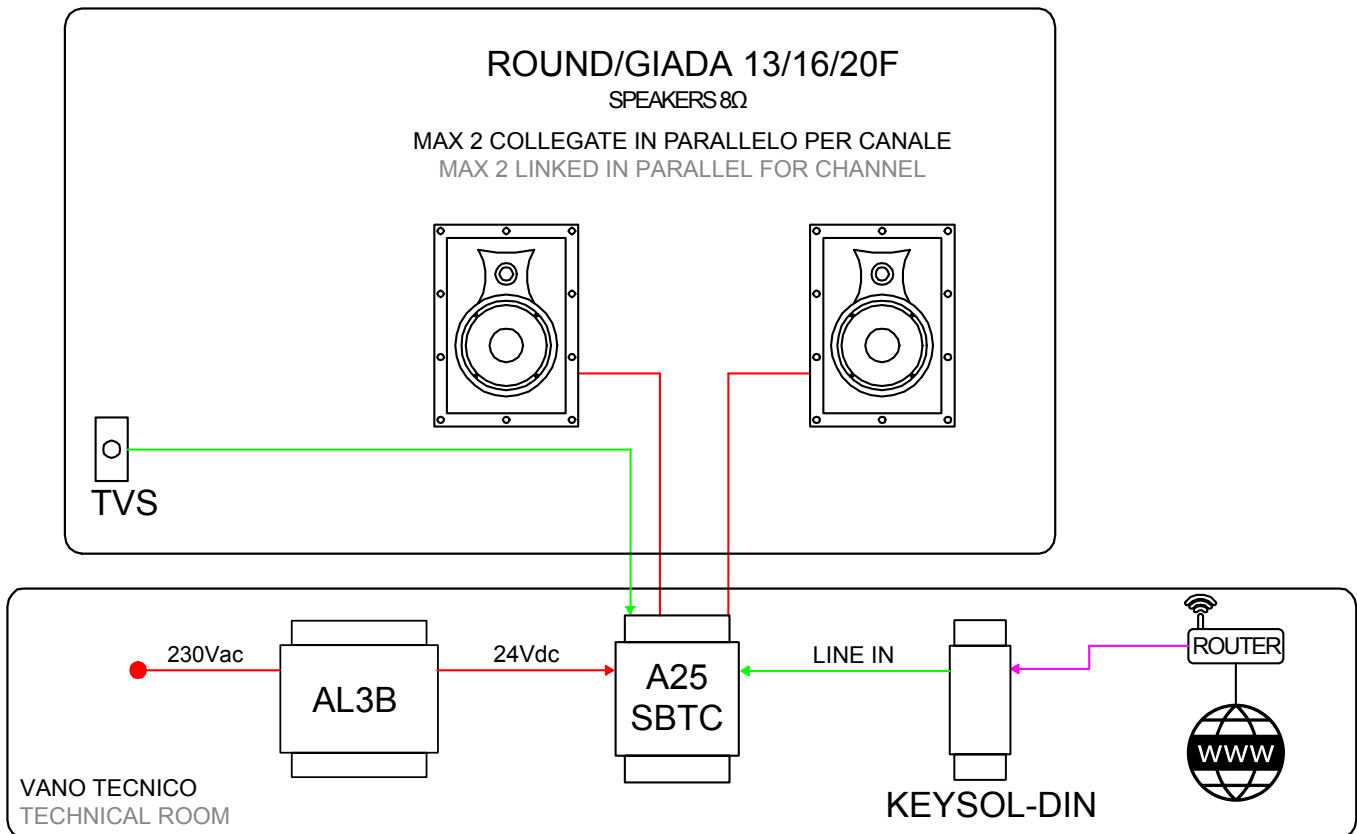 ROUND/GIADA 13/16/20F
SPEAKERS 8Ω
MAX 2 COLLEGATE IN PARALLELO PER CANALE
MAX 2 LINKED IN PARALLEL FOR CHANNEL
TVS
230Vac
24Vdc
LINE IN
ROUTER
AL3B
A25
SBTC
WWW
KEYSOL-DIN
VANO TECNICO
TECHNICAL ROOM